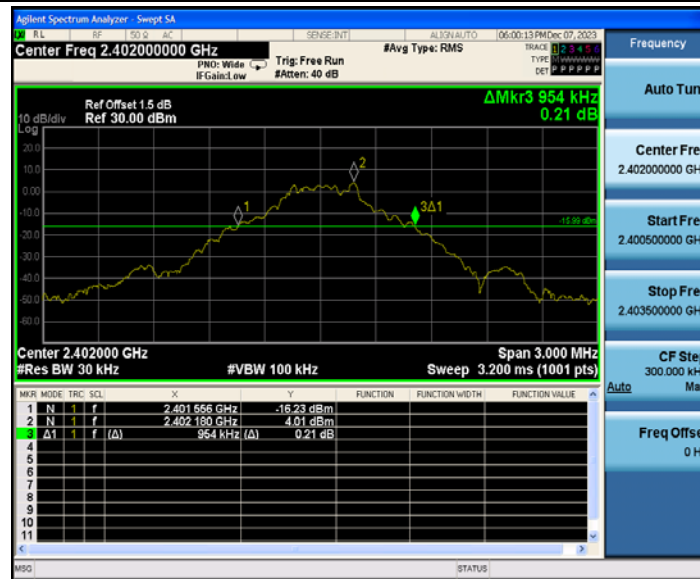 Agilent Spectrum Analyzer - Swept SA
RL RF 50 Ω AC SENSE:INT ALIGNAUTO 06:00:13 PM Dec 07, 2023
Center Freq 2.402000000 GHz #Avg Type: RMS TRACE 1 2 3 4 5 6
PNO: Wide Trig: Free Run TYPE M WWWWW
IFGain:Low #Atten: 40 dB DET P P P P P P
Ref Offset 1.5 dB ΔMkr3 954 kHz
10 dB/div Ref 30.00 dBm 0.21 dB
Log
20.0
10.0
0.00
-10.0
-20.0
-30.0
-40.0
-50.0
-60.0
1
2
3Δ1
-15.99 dBm
Center 2.402000 GHz Span 3.000 MHz
#Res BW 30 kHz #VBW 100 kHz Sweep 3.200 ms (1001 pts)
MKR MODE TRC SCL X Y FUNCTION FUNCTION WIDTH FUNCTION VALUE
1 N 1 f 2.401 556 GHz -16.23 dBm
2 N 1 f 2.402 180 GHz 4.01 dBm
3 Δ1 1 f (Δ) 954 kHz (Δ) 0.21 dB
4
5
6
7
8
9
10
11
MSG STATUS
Frequency
Auto Tun
Center Fre
2.402000000 GH
Start Fre
2.400500000 GH
Stop Fre
2.403500000 GH
CF Ste
300.000 kH
Auto Ma
Freq Offse
0 H